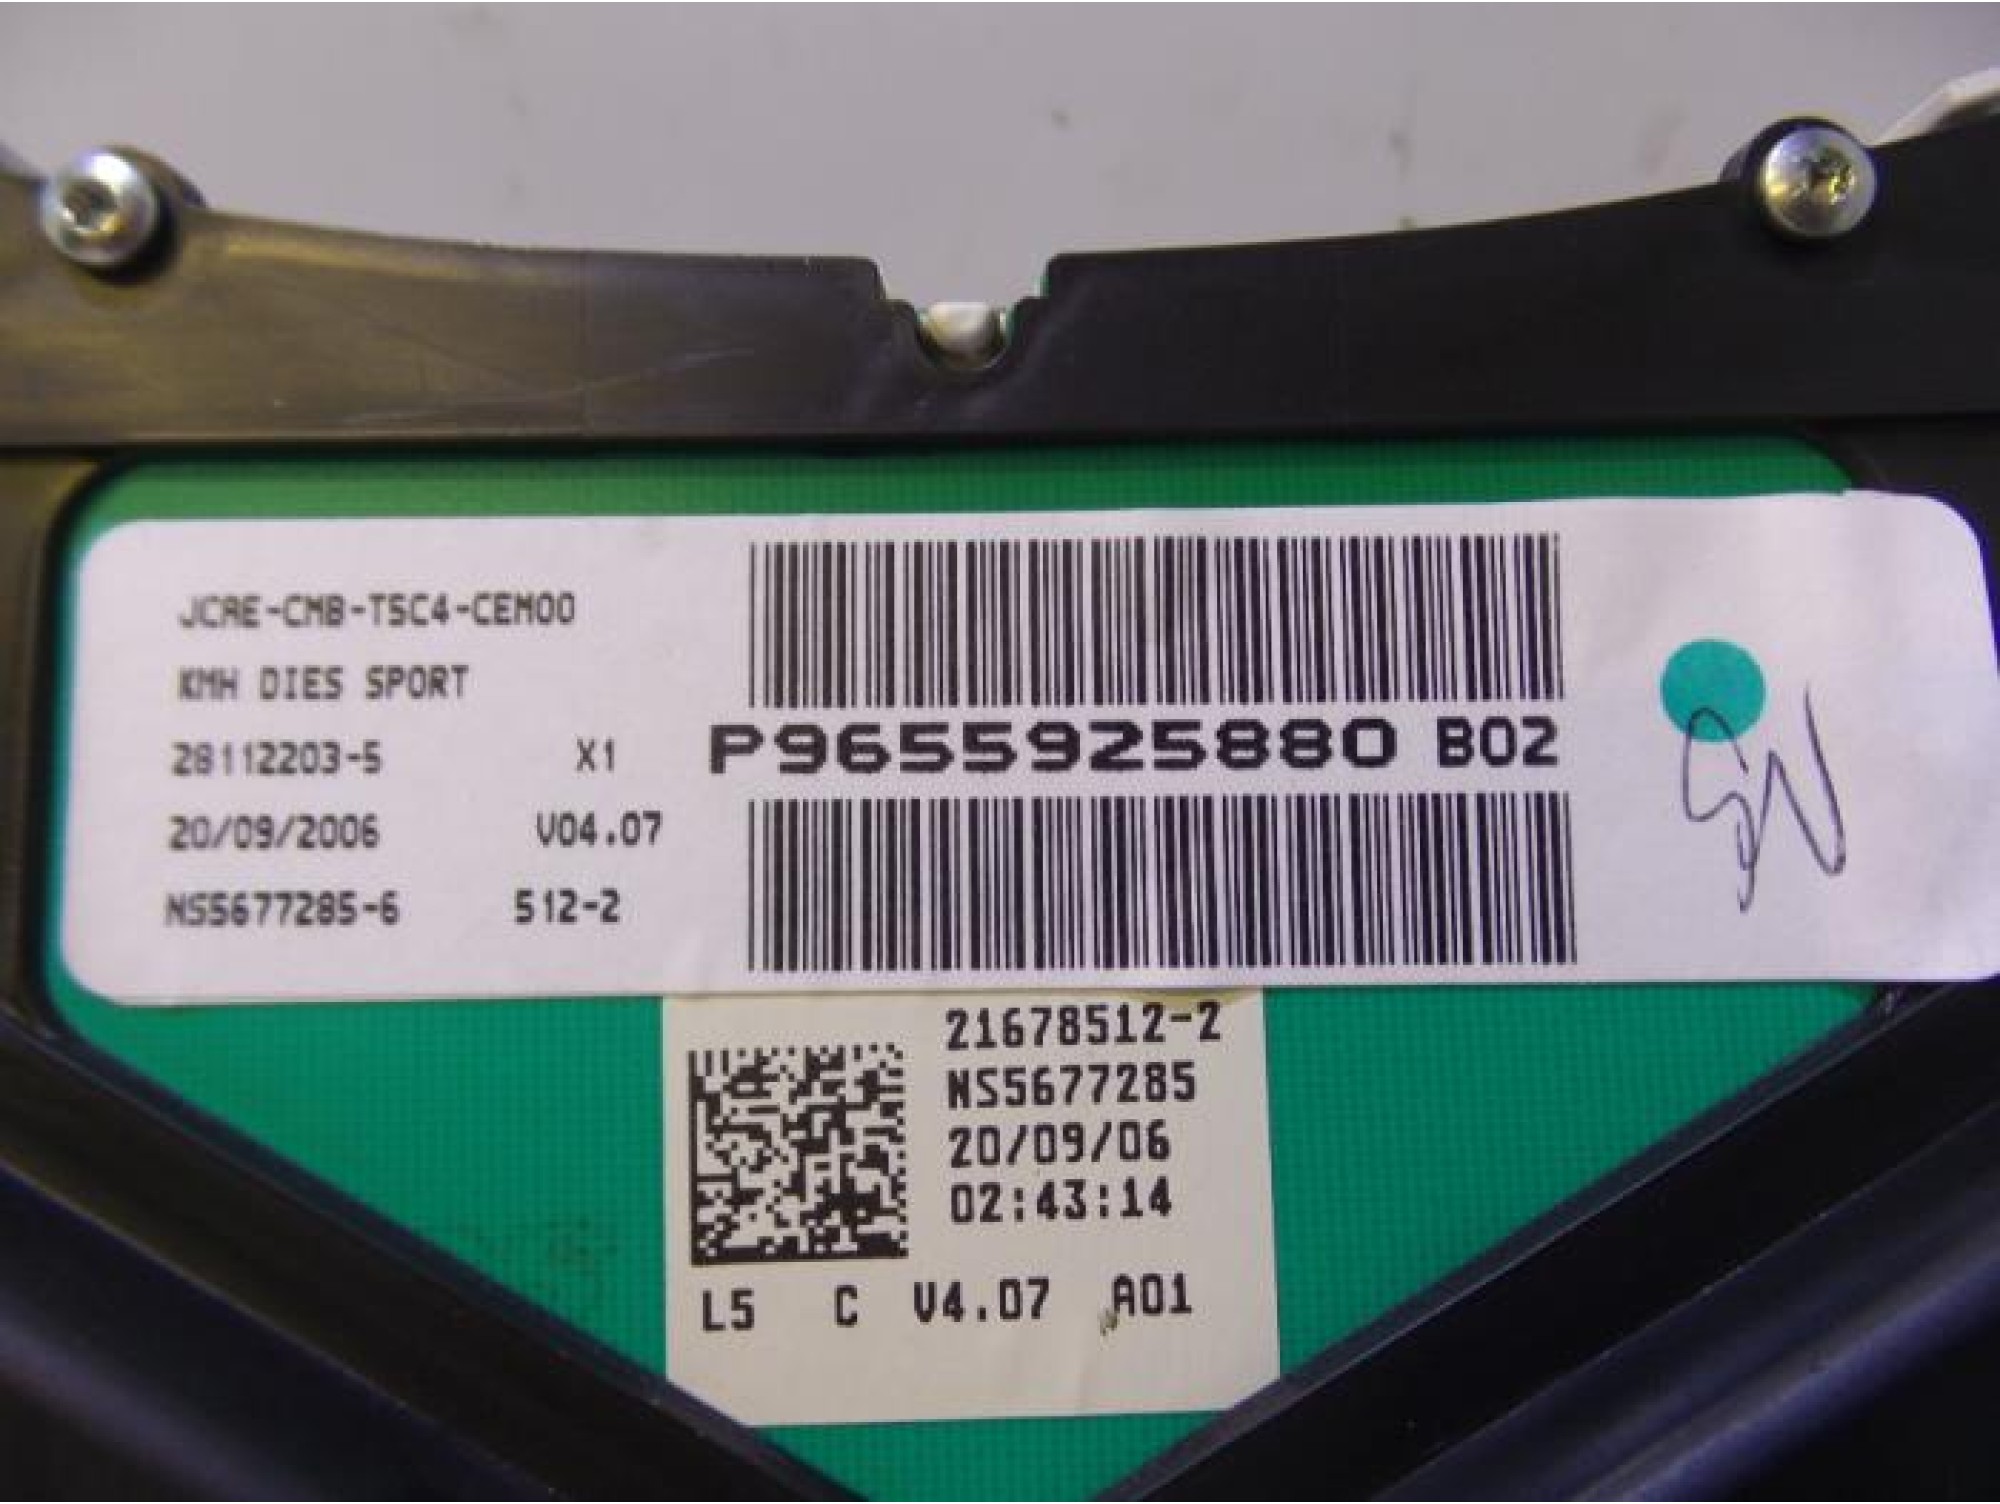 JCAE-CMB-T5C4-CEM00
KMH DIES SPORT
28112203-5 X1
P9655925880 B02
20/09/2006 V04.07
NS5677285-6 512-2
21678512-2
NS5677285
20/09/06
02:43:14
L5 C V4.07 A01